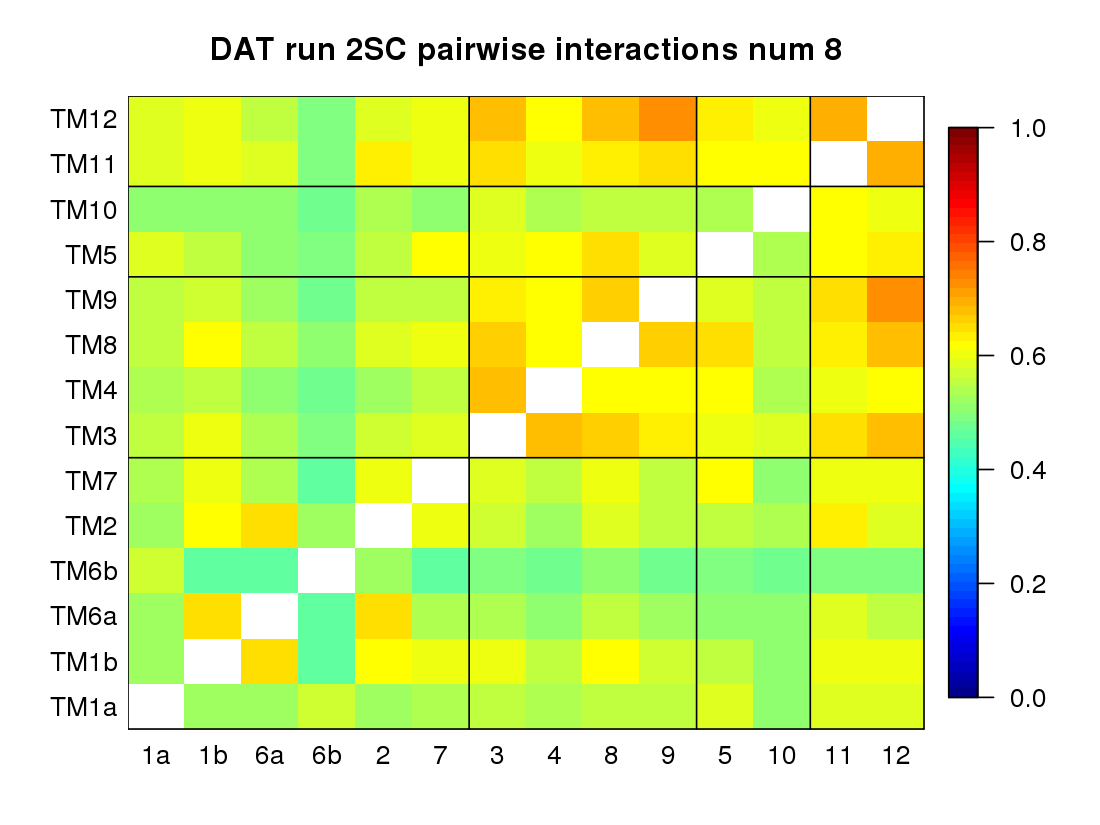 DAT run 2SC pairwise interactions num 8
TM12
TM11
TM10
TM5
TM9
TM8
TM4
TM3
TM7
TM2
TM6b
TM6a
TM1b
TM1a
1a 1b 6a 6b 2 7 3 4 8 9 5 10 11 12
1.0
0.8
0.6
0.4
0.2
0.0